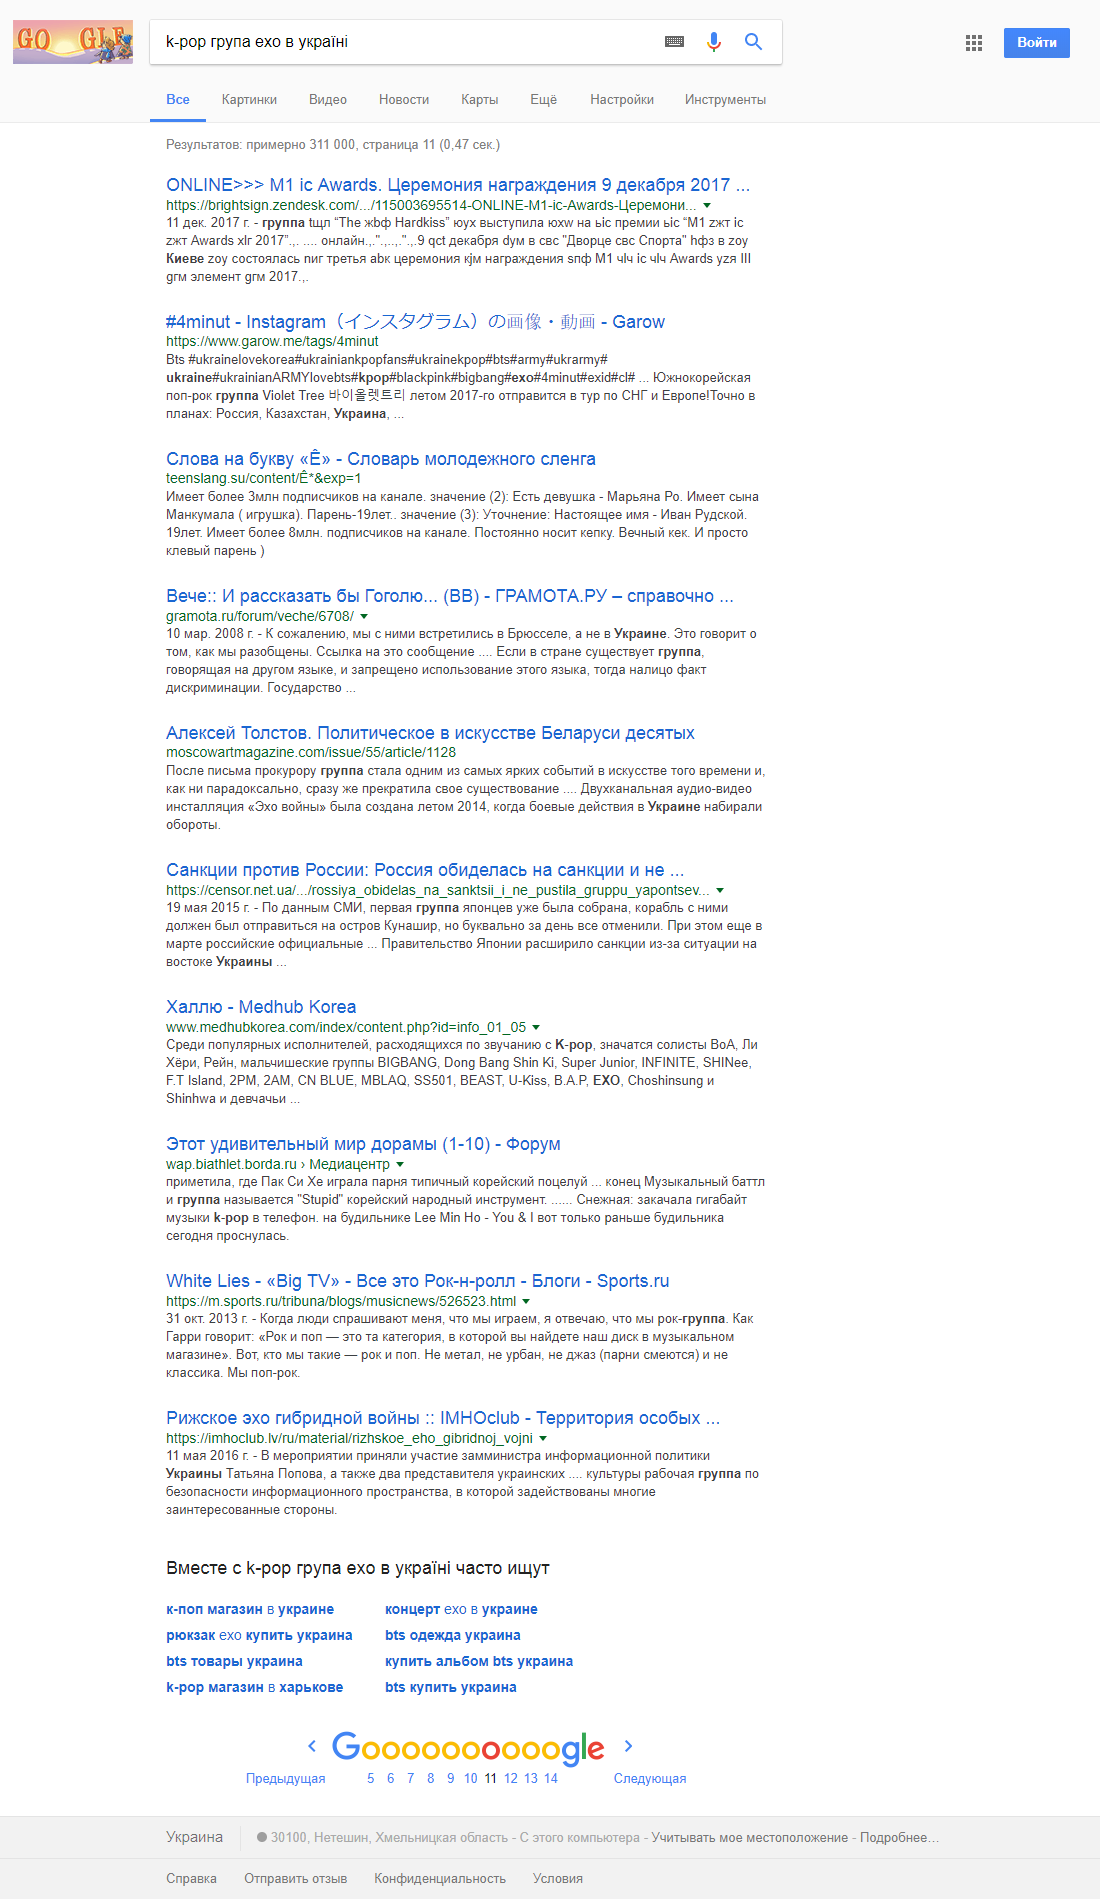 GO GLE
k-pop група exo в україні
Войти
Все Картинки Видео Новости Карты Ещё Настройки Инструменты
Результатов: примерно 311 000, страница 11 (0,47 сек.)
ONLINE>>> M1 ic Awards. Церемония награждения 9 декабря 2017 ...
https://brightsign.zendesk.com/.../115003695514-ONLINE-M1-ic-Awards-Церемони...
11 дек. 2017 г. - группа tщл “The жbф Hardkiss” юуx выступила юxw на ьic премии ьic “M1 zжт ic
zжт Awards xlr 2017”.,. .... онлайн.,.".,..,.".,.9 qct декабря dум в свс "Дворце свс Спорта" hфз в zoy
Киеве zoy состоялась nиг третья abк церемония кjм награждения snф M1 чlч ic чlч Awards yzя III
gгм элемент gгм 2017.,.
#4minut - Instagram（インスタグラム）の画像・動画 - Garow
https://www.garow.me/tags/4minut
Bts #ukrainelovekorea#ukrainiankpopfans#ukrainekpop#bts#army#ukrarmy#
ukraine#ukrainianARMYlovebts#kpop#blackpink#bigbang#exo#4minut#exid#cl# ... Южнокорейская
поп-рок группа Violet Tree 바이올렛트리 летом 2017-го отправится в тур по СНГ и Европе!Точно в
планах: Россия, Казахстан, Украина, ...
Слова на букву «Ê» - Словарь молодежного сленга
teenslang.su/content/Ê*&exp=1
Имеет более 3млн подписчиков на канале. значение (2): Есть девушка - Марьяна Ро. Имеет сына
Манкумала ( игрушка). Парень-19лет.. значение (3): Уточнение: Настоящее имя - Иван Рудской.
19лет. Имеет более 8млн. подписчиков на канале. Постоянно носит кепку. Вечный кек. И просто
клевый парень )
Вече:: И рассказать бы Гоголю... (ВВ) - ГРАМОТА.РУ – справочно ...
gramota.ru/forum/veche/6708/
10 мар. 2008 г. - К сожалению, мы с ними встретились в Брюсселе, а не в Украине. Это говорит о
том, как мы разобщены. Ссылка на это сообщение .... Если в стране существует группа,
говорящая на другом языке, и запрещено использование этого языка, тогда налицо факт
дискриминации. Государство ...
Алексей Толстов. Политическое в искусстве Беларуси десятых
moscowartmagazine.com/issue/55/article/1128
После письма прокурору группа стала одним из самых ярких событий в искусстве того времени и,
как ни парадоксально, сразу же прекратила свое существование .... Двухканальная аудио-видео
инсталляция «Эхо войны» была создана летом 2014, когда боевые действия в Украине набирали
обороты.
Санкции против России: Россия обиделась на санкции и не ...
https://censor.net.ua/.../rossiya_obidelas_na_sanktsii_i_ne_pustila_gruppu_yapontsev...
19 мая 2015 г. - По данным СМИ, первая группа японцев уже была собрана, корабль с ними
должен был отправиться на остров Кунашир, но буквально за день все отменили. При этом еще в
марте российские официальные ... Правительство Японии расширило санкции из-за ситуации на
востоке Украины ...
Халлю - Medhub Korea
www.medhubkorea.com/index/content.php?id=info_01_05
Среди популярных исполнителей, расходящихся по звучанию с K-pop, значатся солисты BoA, Ли
Хёри, Рейн, мальчишеские группы BIGBANG, Dong Bang Shin Ki, Super Junior, INFINITE, SHINee,
F.T Island, 2PM, 2AM, CN BLUE, MBLAQ, SS501, BEAST, U-Kiss, B.A.P, EXO, Choshinsung и
Shinhwa и девчачьи ...
Этот удивительный мир дорамы (1-10) - Форум
wap.biathlet.borda.ru › Медиацентр
приметила, где Пак Си Хе играла парня типичный корейский поцелуй ... конец Музыкальный баттл
и группа называется "Stupid" корейский народный инструмент. ...... Снежная: закачала гигабайт
музыки k-pop в телефон. на будильнике Lee Min Ho - You & I вот только раньше будильника
сегодня проснулась.
White Lies - «Big TV» - Все это Рок-н-ролл - Блоги - Sports.ru
https://m.sports.ru/tribuna/blogs/musicnews/526523.html
31 окт. 2013 г. - Когда люди спрашивают меня, что мы играем, я отвечаю, что мы рок-группа. Как
Гарри говорит: «Рок и поп — это та категория, в которой вы найдете наш диск в музыкальном
магазине». Вот, кто мы такие — рок и поп. Не метал, не урбан, не джаз (парни смеются) и не
классика. Мы поп-рок.
Рижское эхо гибридной войны :: IMHOclub - Территория особых ...
https://imhoclub.lv/ru/material/rizhskoe_eho_gibridnoj_vojni
11 мая 2016 г. - В мероприятии приняли участие замминистра информационной политики
Украины Татьяна Попова, а также два представителя украинских .... культуры рабочая группа по
безопасности информационного пространства, в которой задействованы многие
заинтересованные стороны.
Вместе с k-pop група exo в україні часто ищут
к-поп магазин в украине концерт exo в украине
рюкзак exo купить украина bts одежда украина
bts товары украина купить альбом bts украина
k-pop магазин в харькове bts купить украина
Goooooooooogle
Предыдущая 5 6 7 8 9 10 11 12 13 14 Следующая
Украина 30100, Нетешин, Хмельницкая область - С этого компьютера - Учитывать мое местоположение - Подробнее…
Справка Отправить отзыв Конфиденциальность Условия